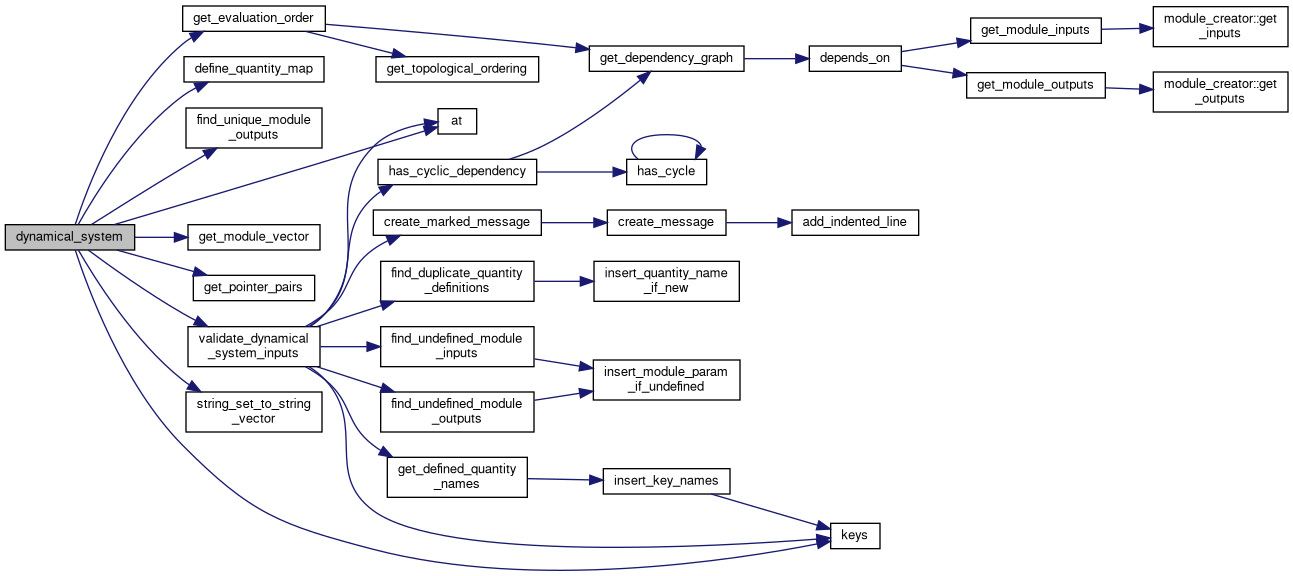 get_evaluation_order
get_module_inputs
module_creator::get
_inputs
get_dependency_graph
depends_on
define_quantity_map
get_topological_ordering
get_module_outputs
module_creator::get
_outputs
find_unique_module
_outputs
at
has_cyclic_dependency
has_cycle
create_marked_message
create_message
add_indented_line
dynamical_system
get_module_vector
get_pointer_pairs
find_duplicate_quantity
_definitions
insert_quantity_name
_if_new
validate_dynamical
_system_inputs
find_undefined_module
_inputs
insert_module_param
_if_undefined
string_set_to_string
_vector
find_undefined_module
_outputs
get_defined_quantity
_names
insert_key_names
keys